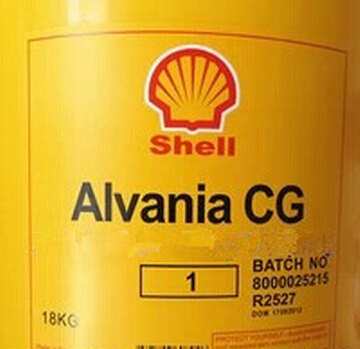 Shell
Alvania CG
1
BATCH NO
8000025215
R2527
18KG